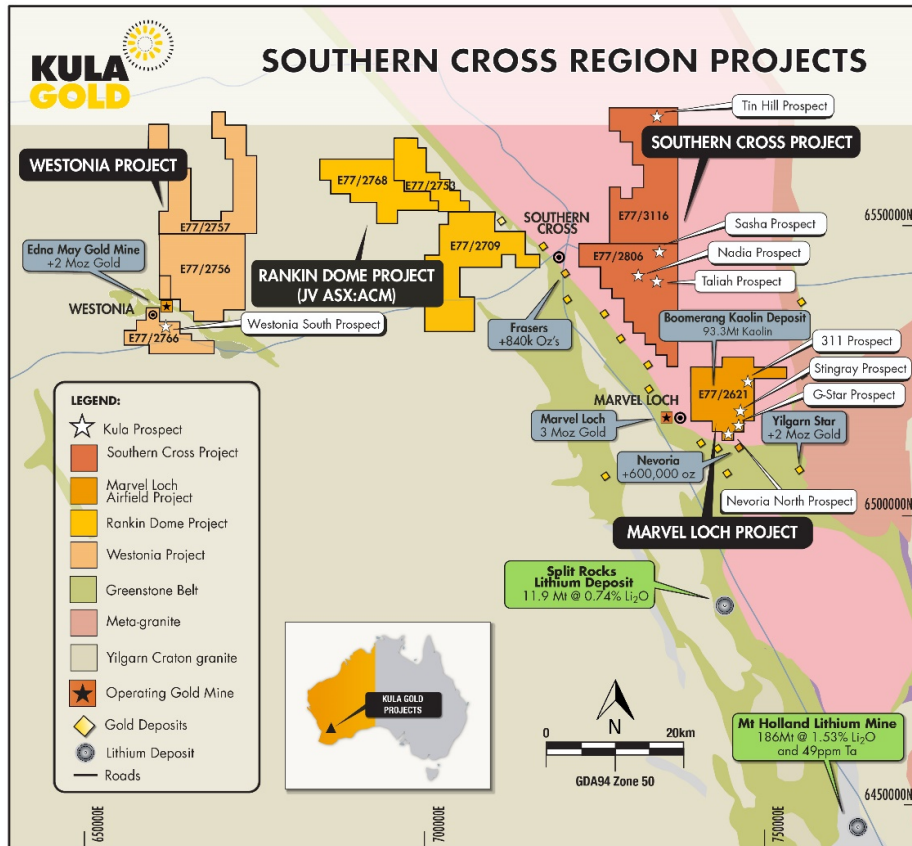 KULA
GOLD
SOUTHERN CROSS REGION PROJECTS
Tin Hill Prospect
WESTONIA PROJECT
SOUTHERN CROSS PROJECT
E77/2768
E77/2753
E77/3116
6550000N
E77/2757
SOUTHERN
CROSS
Sasha Prospect
Edna May Gold Mine
+2 Moz Gold
E77/2709
E77/2806
Nadia Prospect
E77/2756
RANKIN DOME PROJECT
(JV ASX:ACM)
Taliah Prospect
WESTONIA
Westonia South Prospect
Frasers
+840k Oz's
Boomerang Kaolin Deposit
93.3Mt Kaolin
E77/2766
311 Prospect
E77/2621
Stingray Prospect
G-Star Prospect
MARVEL LOCH
LEGEND:
Kula Prospect
Southern Cross Project
Marvel Loch
Airfield Project
Rankin Dome Project
Westonia Project
Greenstone Belt
Meta-granite
Yilgarn Craton granite
Operating Gold Mine
Gold Deposits
Lithium Deposit
Roads
Marvel Loch
3 Moz Gold
Yilgarn Star
+2 Moz Gold
Nevoria
+600,000 oz
Nevoria North Prospect
6500000N
MARVEL LOCH PROJECT
Split Rocks
Lithium Deposit
11.9 Mt @ 0.74% Li₂O
KULA GOLD
PROJECTS
N
0
20km
GDA94 Zone 50
Mt Holland Lithium Mine
186Mt @ 1.53% Li₂O
and 49ppm Ta
6450000N
650000E
700000E
750000E